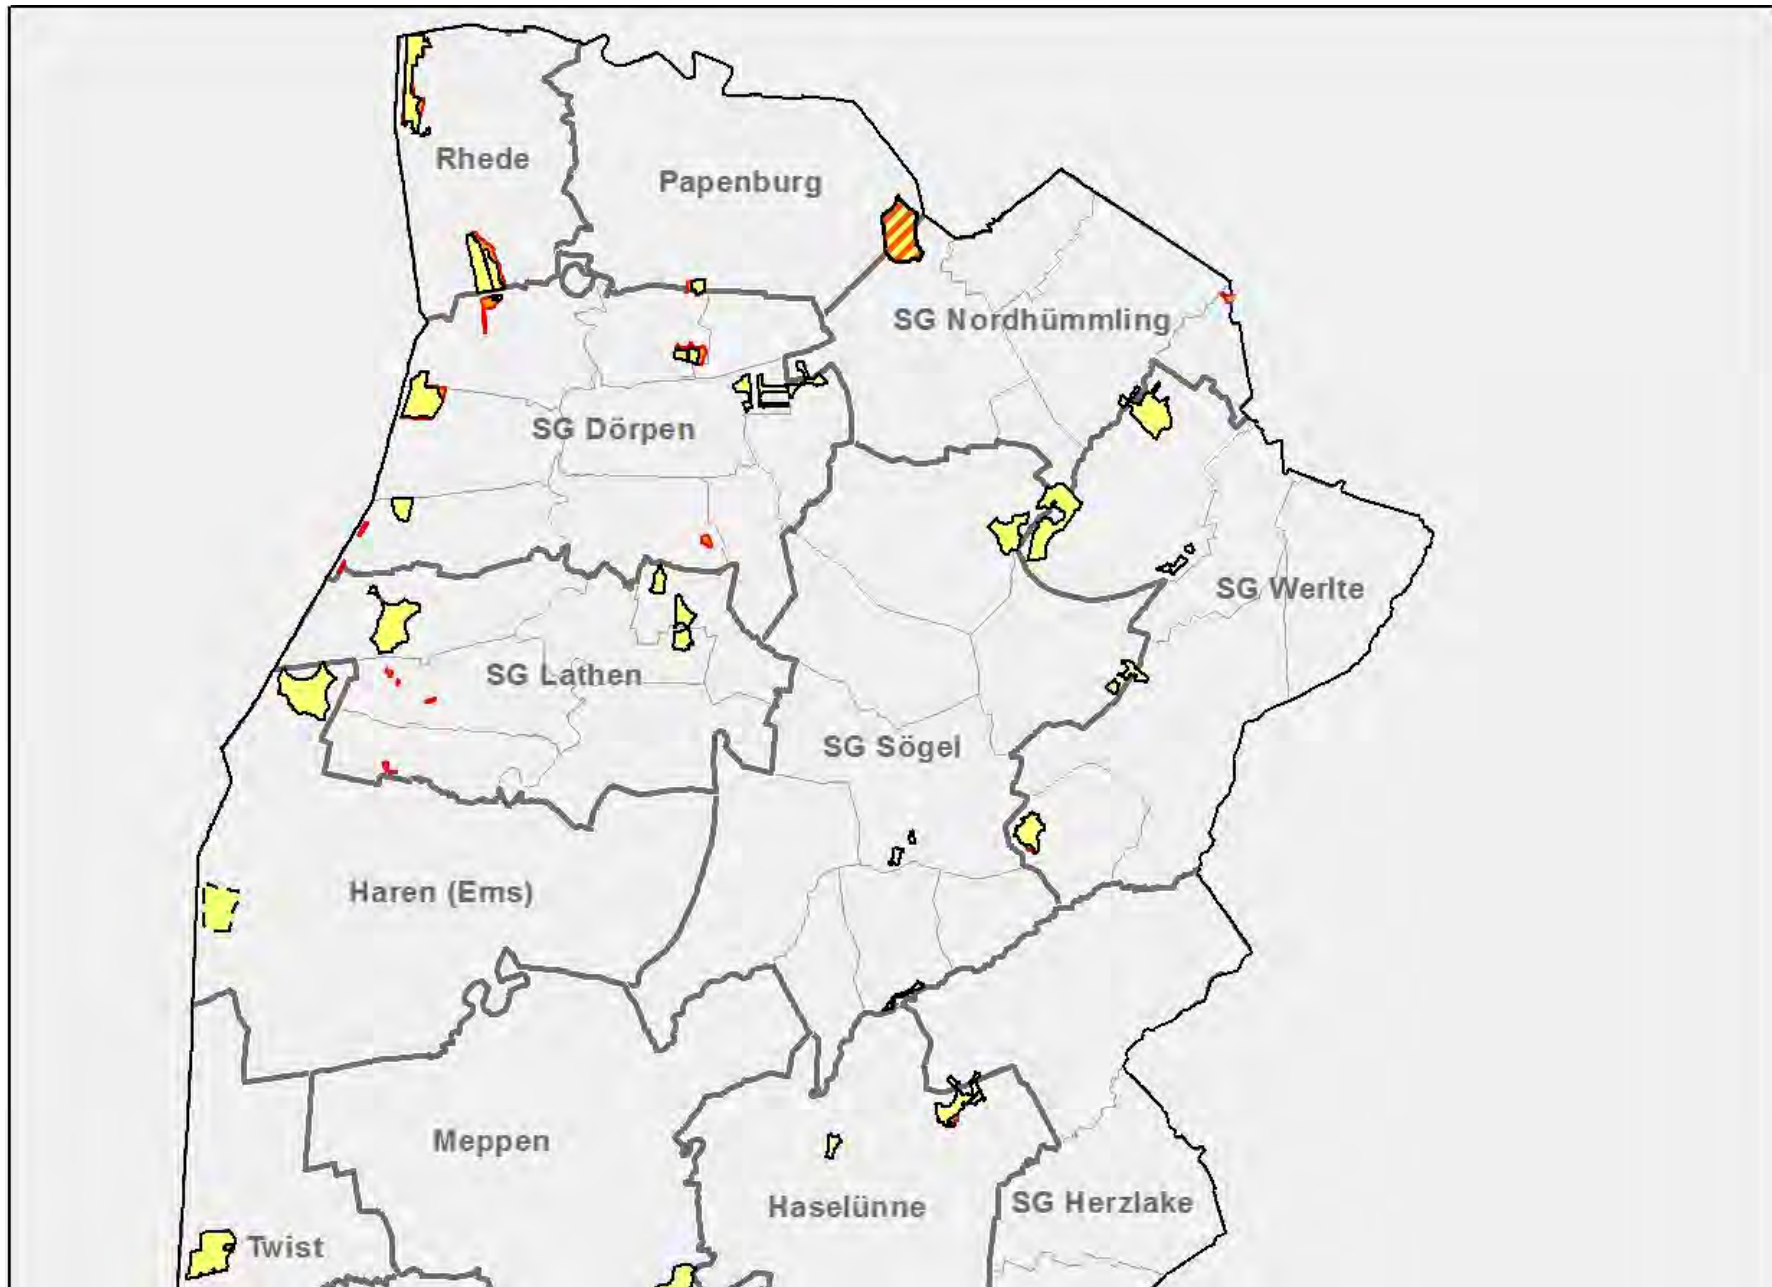 Rhede
Papenburg
SG Nordhümmling
SG Dörpen
SG Werlte
SG Lathen
SG Sögel
Haren (Ems)
Meppen
Haselünne
SG Herzlake
Twist